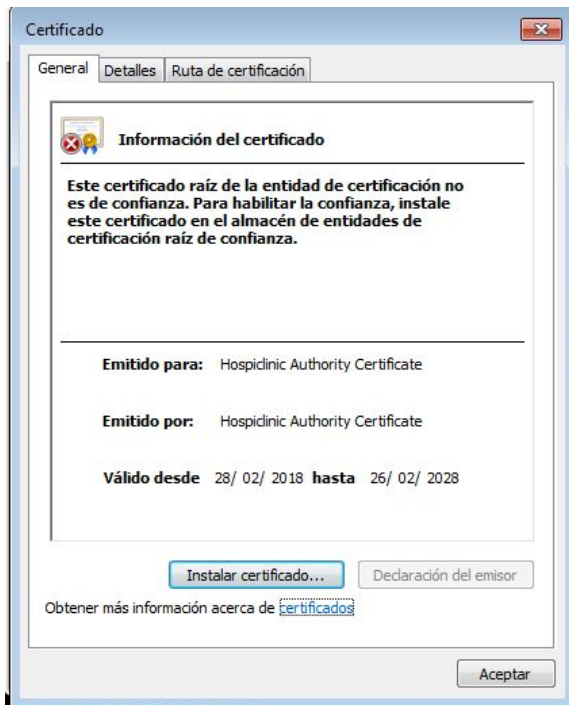 Certificado
General Detalles Ruta de certificación
Información del certificado
Este certificado raíz de la entidad de certificación no
es de confianza. Para habilitar la confianza, instale
este certificado en el almacén de entidades de
certificación raíz de confianza.
Emitido para: Hospiclinic Authority Certificate
Emitido por: Hospiclinic Authority Certificate
Válido desde 28/ 02/ 2018 hasta 26/ 02/ 2028
Instalar certificado... Declaración del emisor
Obtener más información acerca de certificados
Aceptar